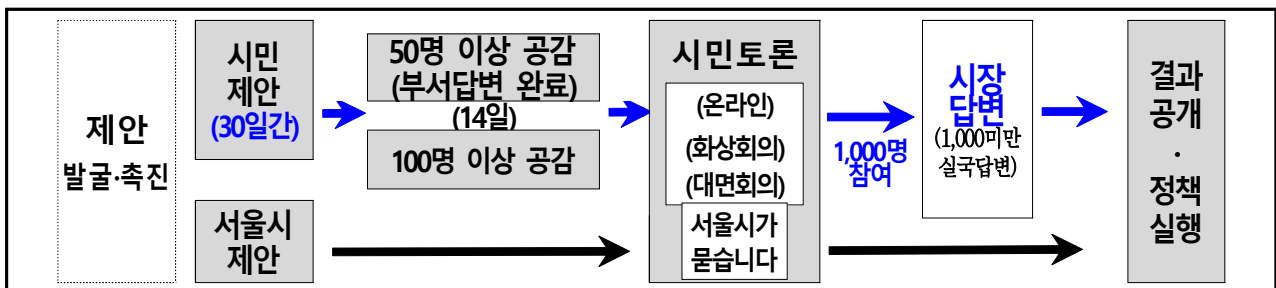 제안
발굴·촉진
시민
제안
(30일간)
서울시
제안
50명 이상 공감
(부서답변 완료)
(14일)
100명 이상 공감
시민토론
(온라인)
(화상회의)
(대면회의)
서울시가
묻습니다
1,000명
참여
시장
답변
(1,000미만
실국답변)
결과
공개
·
정책
실행